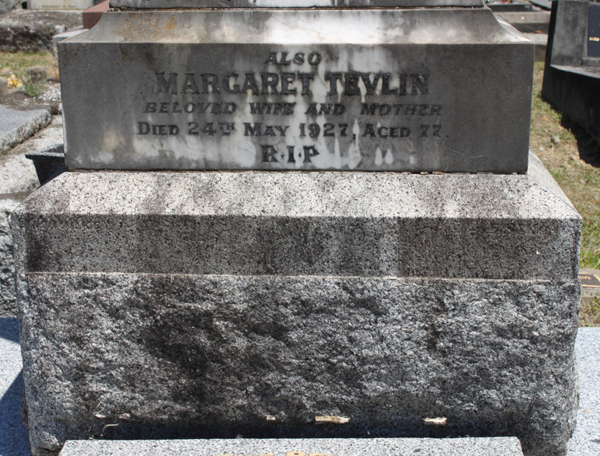 ALSO
MARGARET TEVLIN
BELOVED WIFE AND MOTHER
DIED 24TH MAY 1927, AGED 77.
R.I.P